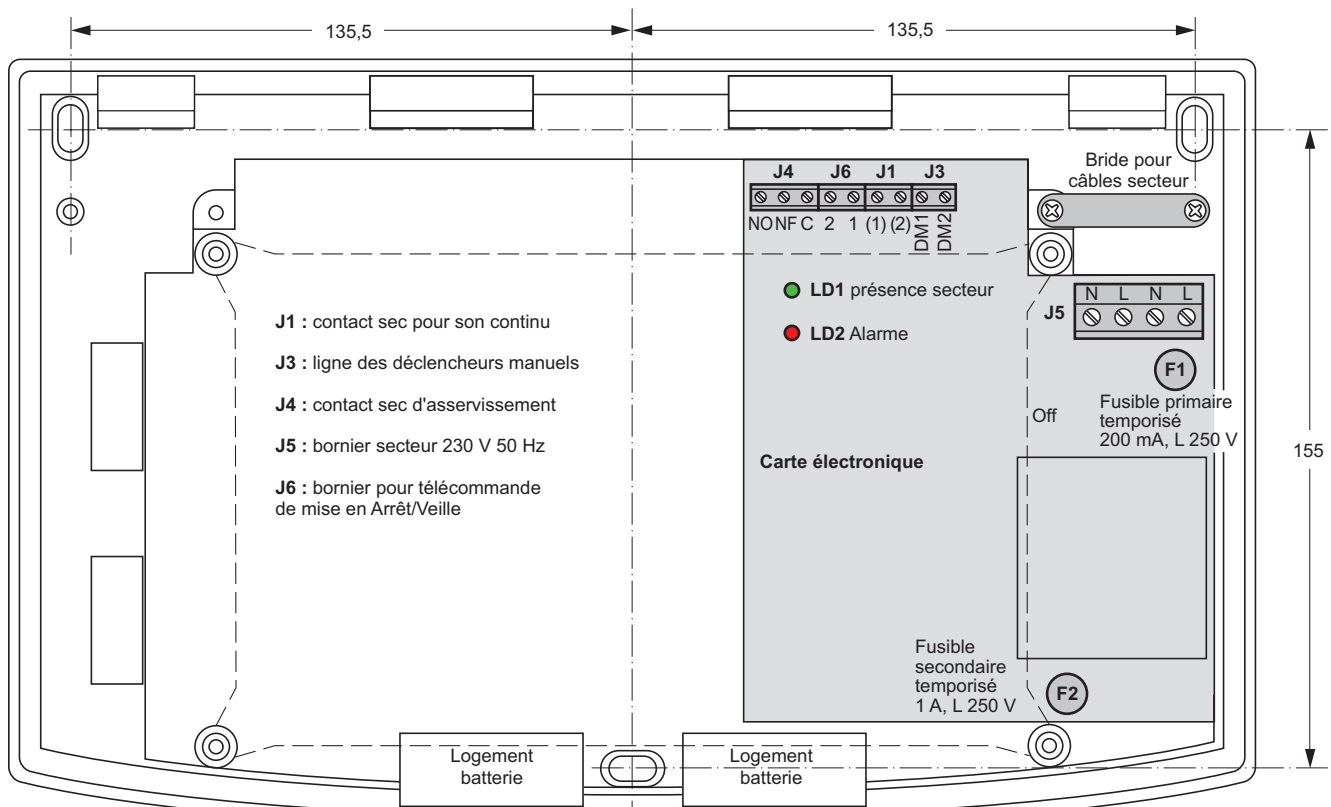 135,5
135,5
Bride pour
câbles secteur
J4 J6 J1 J3
NO NF C 2 1 (1) (2) DM1 DM2
LD1 présence secteur
LD2 Alarme
J5
N L N L
F1
Fusible primaire
temporisé
200 mA, L 250 V
Off
155
J1 : contact sec pour son continu
J3 : ligne des déclencheurs manuels
J4 : contact sec d'asservissement
J5 : bornier secteur 230 V 50 Hz
J6 : bornier pour télécommande
de mise en Arrêt/Veille
Carte électronique
Fusible
secondaire
temporisé
1 A, L 250 V
F2
Logement
batterie
Logement
batterie